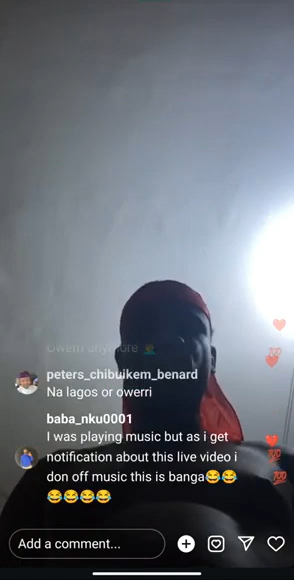 Owerri anymore 🤦‍♂️
peters_chibuikem_benard
Na lagos or owerri
baba_nku0001
I was playing music but as i get
notification about this live video i
don off music this is banga😂😂
😂😂😂😂
Add a comment...